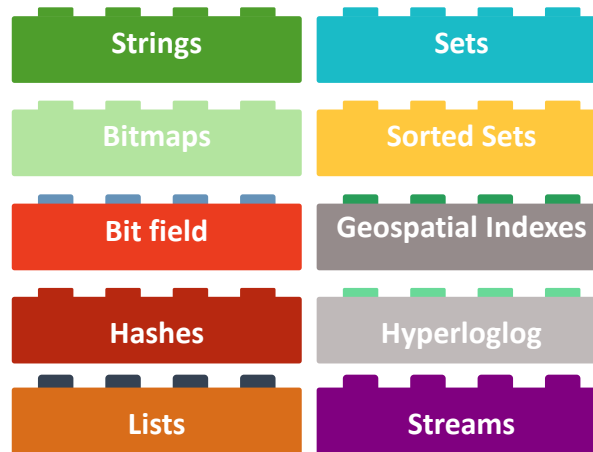 Strings
Sets
Bitmaps
Sorted Sets
Bit field
Geospatial Indexes
Hashes
Hyperloglog
Lists
Streams